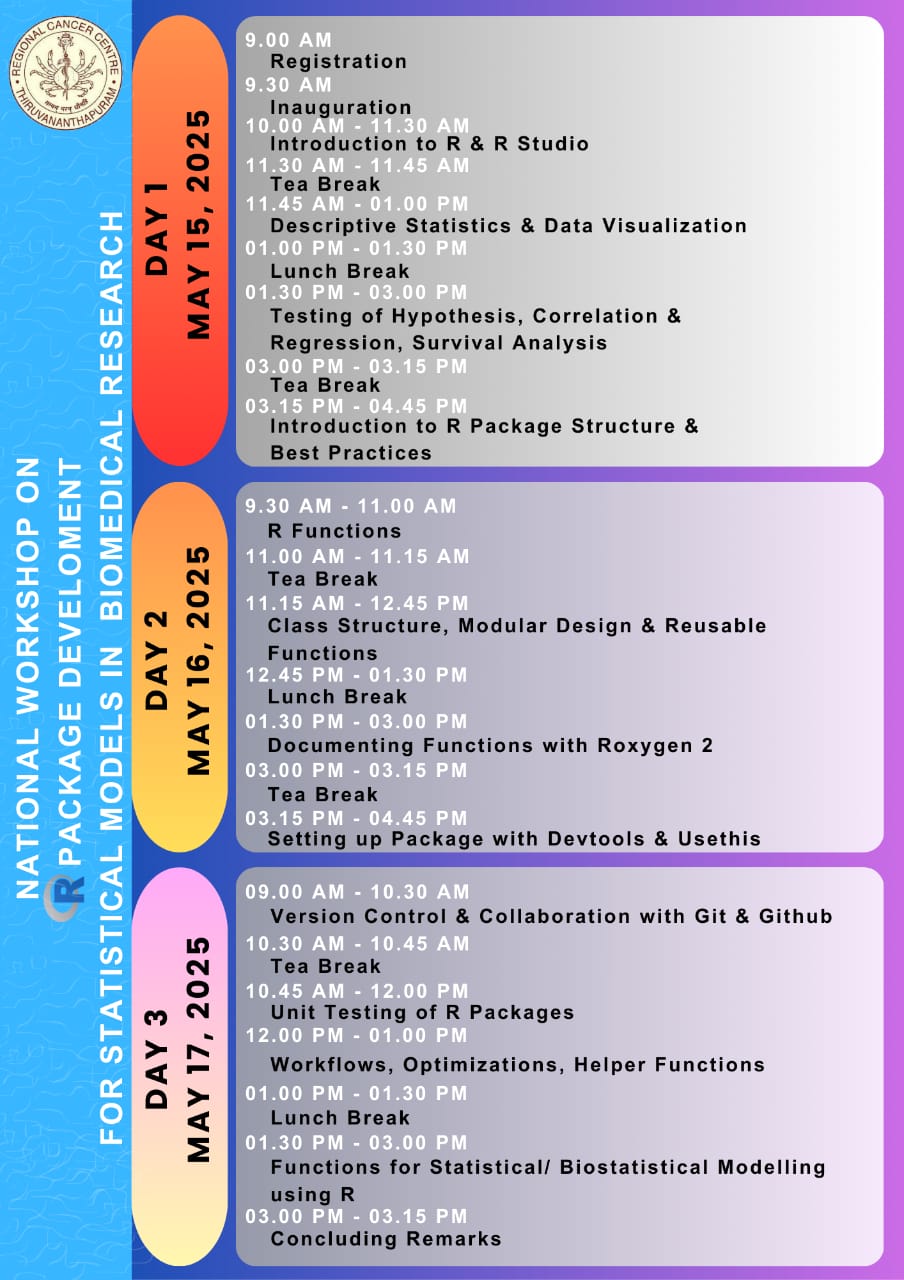 REGIONAL CANCER CENTRE
THIRUVANANTHAPURAM
NATIONAL WORKSHOP ON
R PACKAGE DEVELOMENT
FOR STATISTICAL MODELS IN BIOMEDICAL RESEARCH
DAY 1
MAY 15, 2025
9.00 AM
Registration
9.30 AM
Inauguration
10.00 AM - 11.30 AM
Introduction to R & R Studio
11.30 AM - 11.45 AM
Tea Break
11.45 AM - 01.00 PM
Descriptive Statistics & Data Visualization
01.00 PM - 01.30 PM
Lunch Break
01.30 PM - 03.00 PM
Testing of Hypothesis, Correlation &
Regression, Survival Analysis
03.00 PM - 03.15 PM
Tea Break
03.15 PM - 04.45 PM
Introduction to R Package Structure &
Best Practices
DAY 2
MAY 16, 2025
9.30 AM - 11.00 AM
R Functions
11.00 AM - 11.15 AM
Tea Break
11.15 AM - 12.45 PM
Class Structure, Modular Design & Reusable
Functions
12.45 PM - 01.30 PM
Lunch Break
01.30 PM - 03.00 PM
Documenting Functions with Roxygen 2
03.00 PM - 03.15 PM
Tea Break
03.15 PM - 04.45 PM
Setting up Package with Devtools & Usethis
DAY 3
MAY 17, 2025
09.00 AM - 10.30 AM
Version Control & Collaboration with Git & Github
10.30 AM - 10.45 AM
Tea Break
10.45 AM - 12.00 PM
Unit Testing of R Packages
12.00 PM - 01.00 PM
Workflows, Optimizations, Helper Functions
01.00 PM - 01.30 PM
Lunch Break
01.30 PM - 03.00 PM
Functions for Statistical/ Biostatistical Modelling
using R
03.00 PM - 03.15 PM
Concluding Remarks